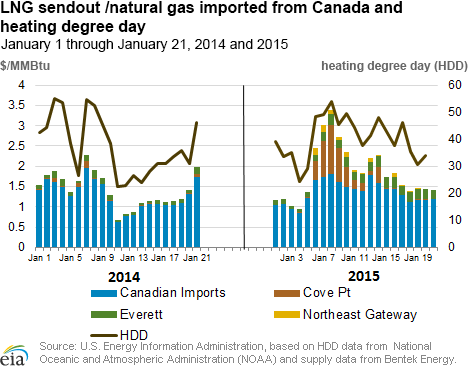 LNG sendout /natural gas imported from Canada and
heating degree day
January 1 through January 21, 2014 and 2015
$/MMBtu heating degree day (HDD)
4 60
3.5 50
3
2.5 40
2 30
1.5
1 20
0.5 10
0 0
Jan 1 Jan 5 Jan 9 Jan 13 Jan 17 Jan 21 Jan 3 Jan 7 Jan 11 Jan 15 Jan 19
2014 2015
Canadian Imports Cove Pt
Everett Northeast Gateway
HDD
eia Source: U.S. Energy Information Administration, based on HDD data from National
Oceanic and Atmospheric Administration (NOAA) and supply data from Bentek Energy.